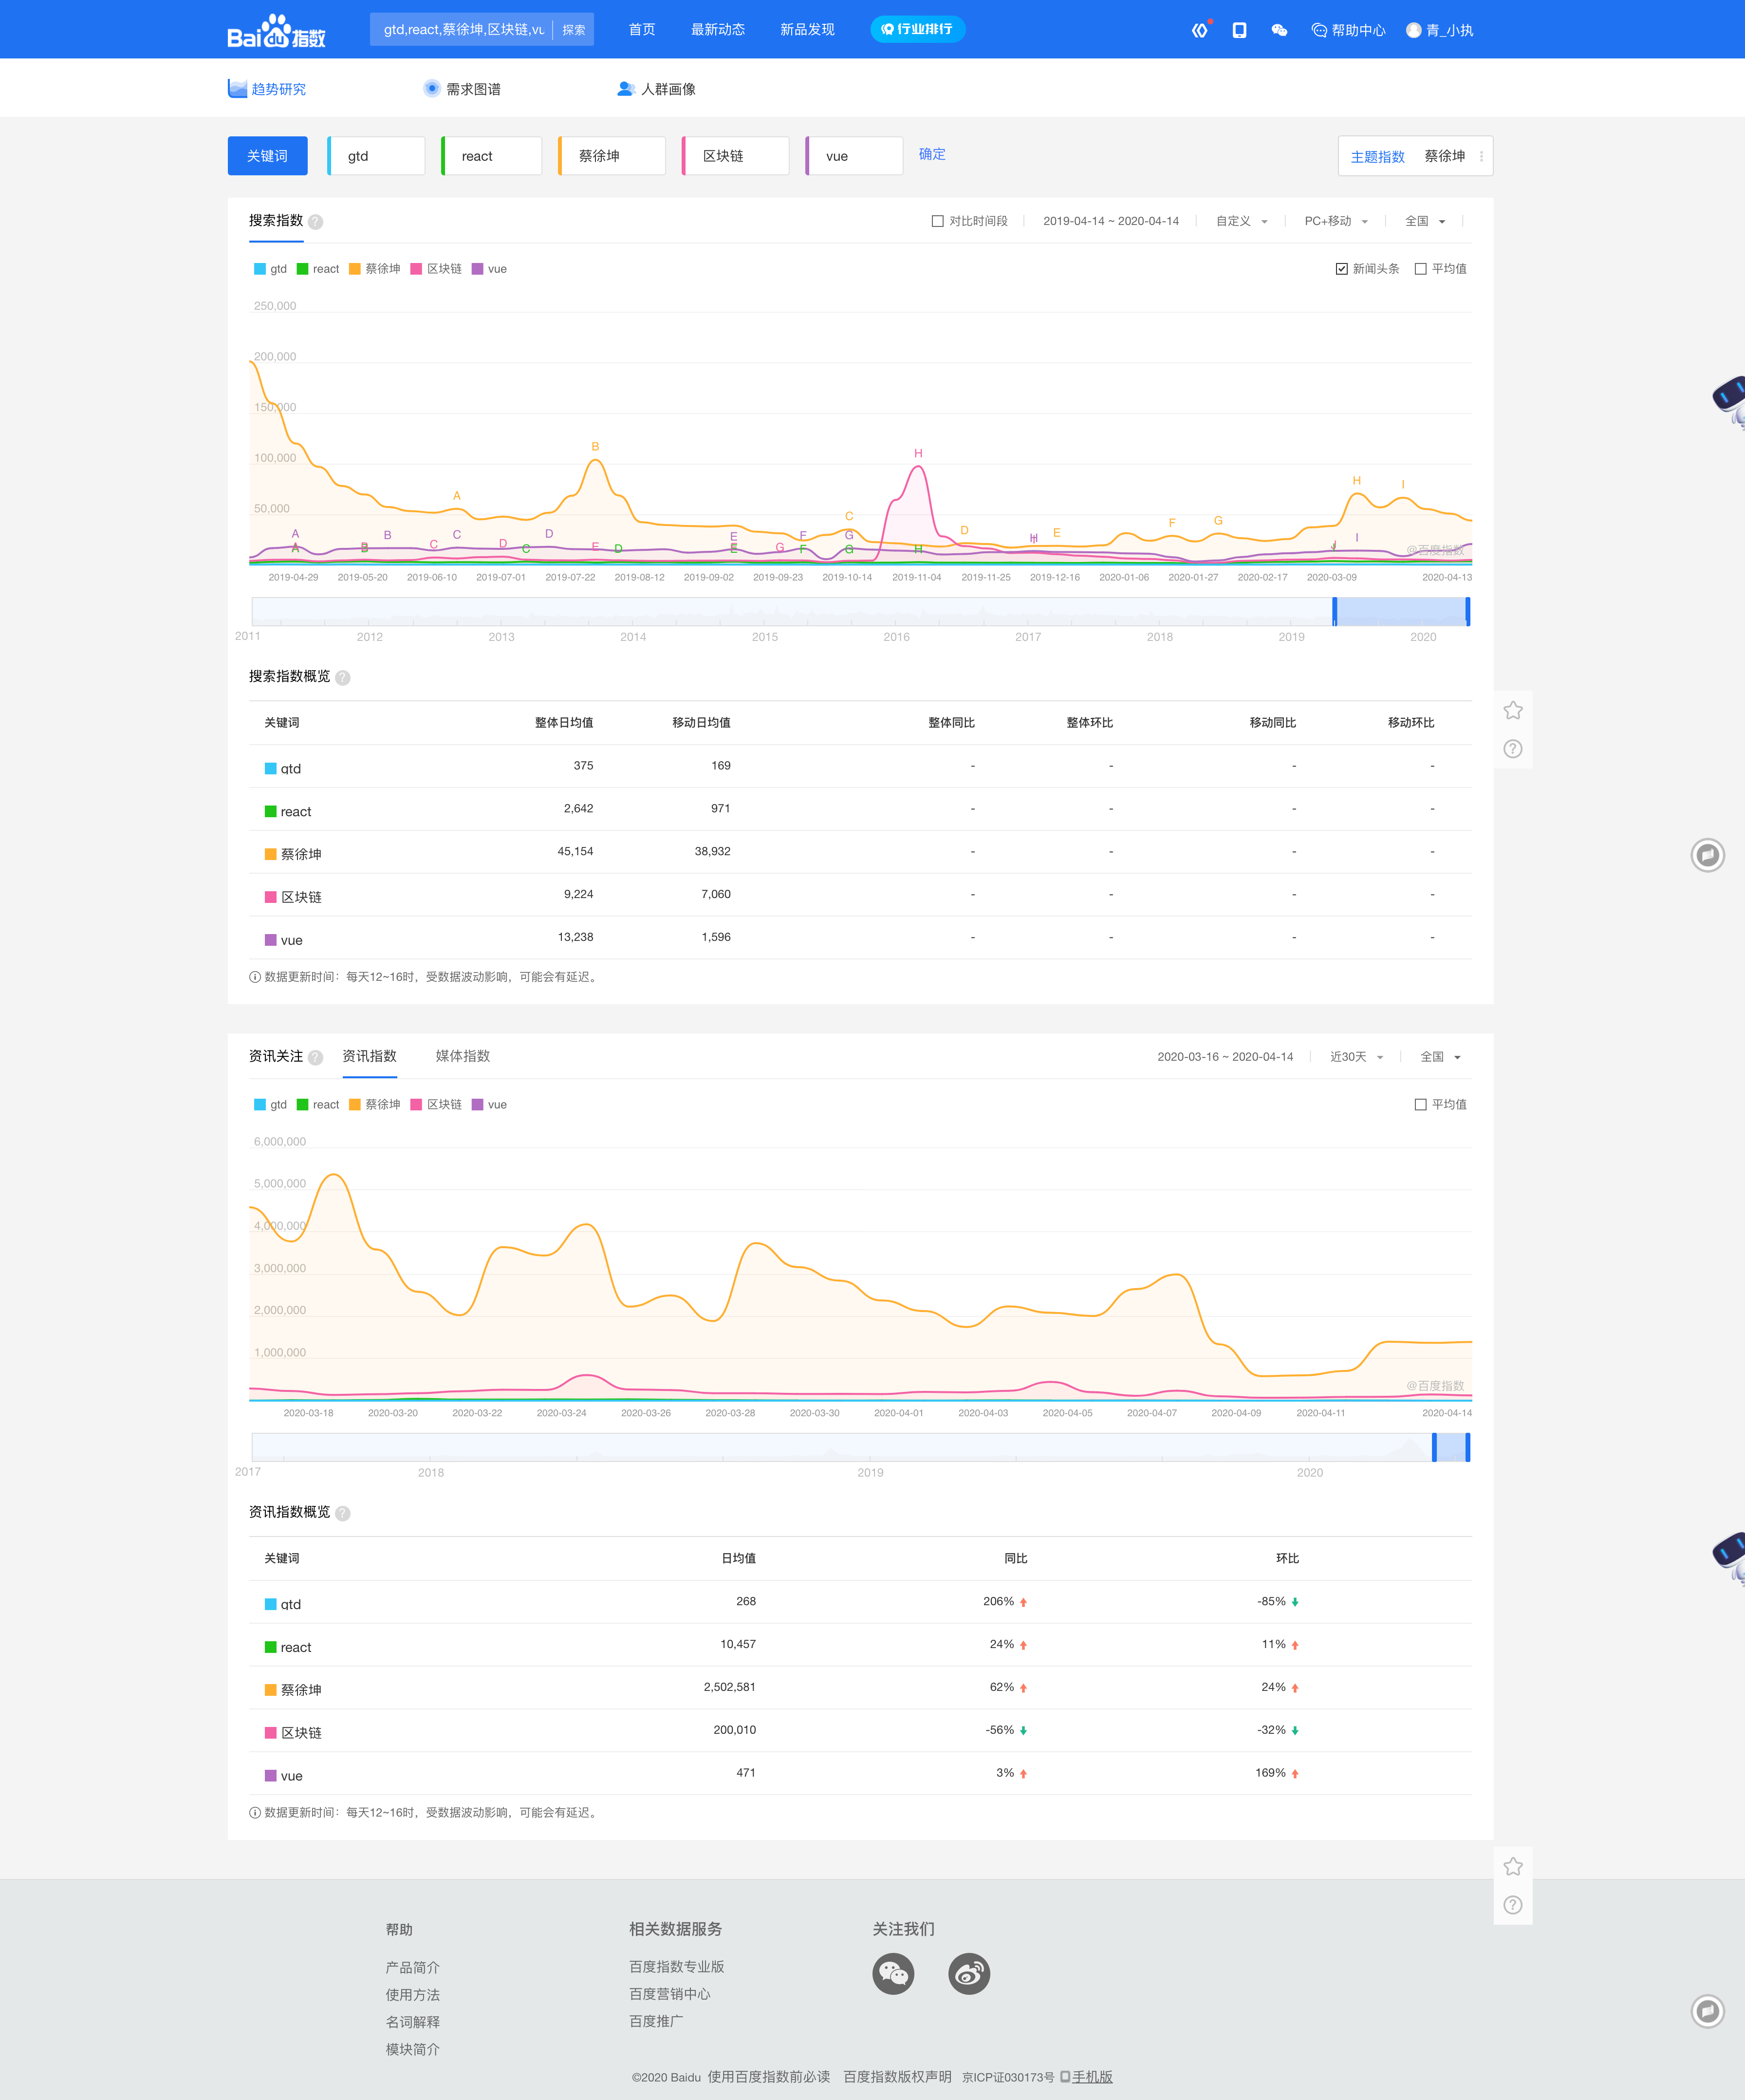 Baidu指数 gtd,react,蔡徐坤,区块链,vu 探索 首页 最新动态 新品发现 行业排行 帮助中心 青_小执
趋势研究 需求图谱 人群画像
关键词 gtd react 蔡徐坤 区块链 vue 确定 主题指数 蔡徐坤
搜索指数 ? 对比时间段 2019-04-14 ~ 2020-04-14 自定义 PC+移动 全国
gtd react 蔡徐坤 区块链 vue 新闻头条 平均值
250,000
200,000
150,000
100,000
50,000
@百度指数
2019-04-29 2019-05-20 2019-06-10 2019-07-01 2019-07-22 2019-08-12 2019-09-02 2019-09-23 2019-10-14 2019-11-04 2019-11-25 2019-12-16 2020-01-06 2020-01-27 2020-02-17 2020-03-09 2020-04-13
2011 2012 2013 2014 2015 2016 2017 2018 2019 2020
搜索指数概览 ?
关键词 整体日均值 移动日均值 整体同比 整体环比 移动同比 移动环比
gtd 375 169 - - - -
react 2,642 971 - - - -
蔡徐坤 45,154 38,932 - - - -
区块链 9,224 7,060 - - - -
vue 13,238 1,596 - - - -
数据更新时间：每天12~16时，受数据波动影响，可能会有延迟。
资讯关注 ? 资讯指数 媒体指数 2020-03-16 ~ 2020-04-14 近30天 全国
gtd react 蔡徐坤 区块链 vue 平均值
6,000,000
5,000,000
4,000,000
3,000,000
2,000,000
1,000,000
@百度指数
2020-03-18 2020-03-20 2020-03-22 2020-03-24 2020-03-26 2020-03-28 2020-03-30 2020-04-01 2020-04-03 2020-04-05 2020-04-07 2020-04-09 2020-04-11 2020-04-14
2017 2018 2019 2020
资讯指数概览 ?
关键词 日均值 同比 环比
gtd 268 206% -85%
react 10,457 24% 11%
蔡徐坤 2,502,581 62% 24%
区块链 200,010 -56% -32%
vue 471 3% 169%
数据更新时间：每天12~16时，受数据波动影响，可能会有延迟。
帮助 相关数据服务 关注我们
产品简介 百度指数专业版
使用方法 百度营销中心
名词解释 百度推广
模块简介
©2020 Baidu 使用百度指数前必读 百度指数版权声明 京ICP证030173号 手机版